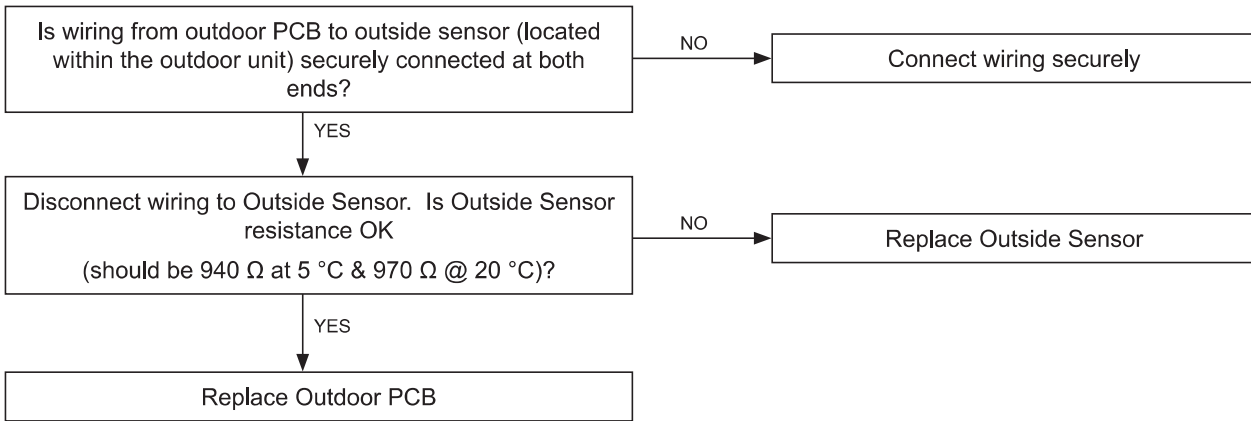 Is wiring from outdoor PCB to outside sensor (located
within the outdoor unit) securely connected at both
ends?
NO
Connect wiring securely
YES
Disconnect wiring to Outside Sensor. Is Outside Sensor
resistance OK
(should be 940 Ω at 5 °C & 970 Ω @ 20 °C)?
NO
Replace Outside Sensor
YES
Replace Outdoor PCB